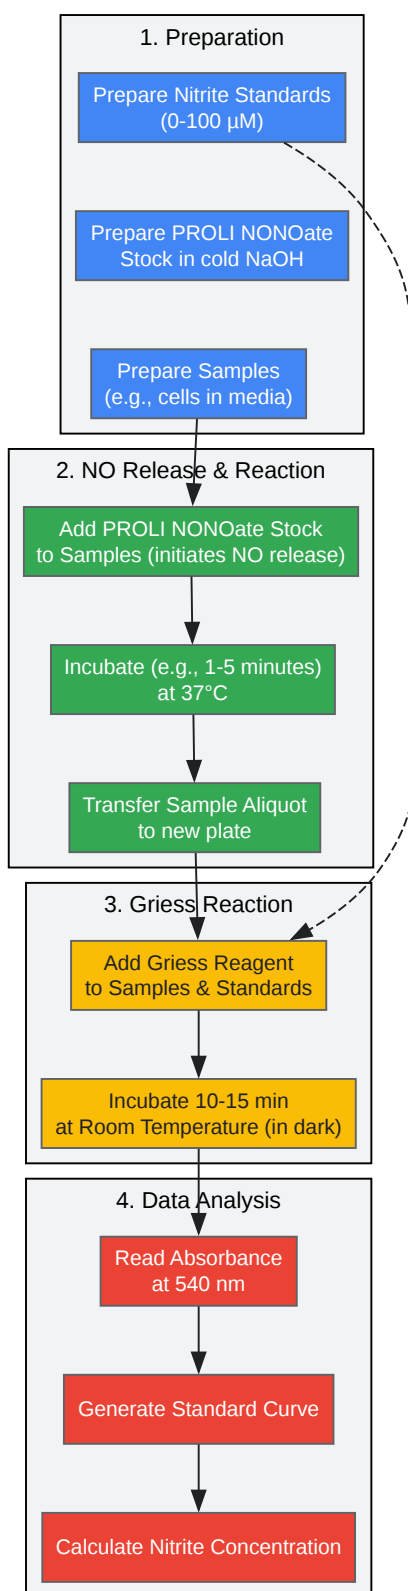 1. Preparation
Prepare Nitrite Standards
(0-100 µM)
Prepare PROLI NONOate
Stock in cold NaOH
Prepare Samples
(e.g., cells in media)
2. NO Release & Reaction
Add PROLI NONOate Stock
to Samples (initiates NO release)
Incubate (e.g., 1-5 minutes)
at 37°C
Transfer Sample Aliquot
to new plate
3. Griess Reaction
Add Griess Reagent
to Samples & Standards
Incubate 10-15 min
at Room Temperature (in dark)
4. Data Analysis
Read Absorbance
at 540 nm
Generate Standard Curve
Calculate Nitrite Concentration